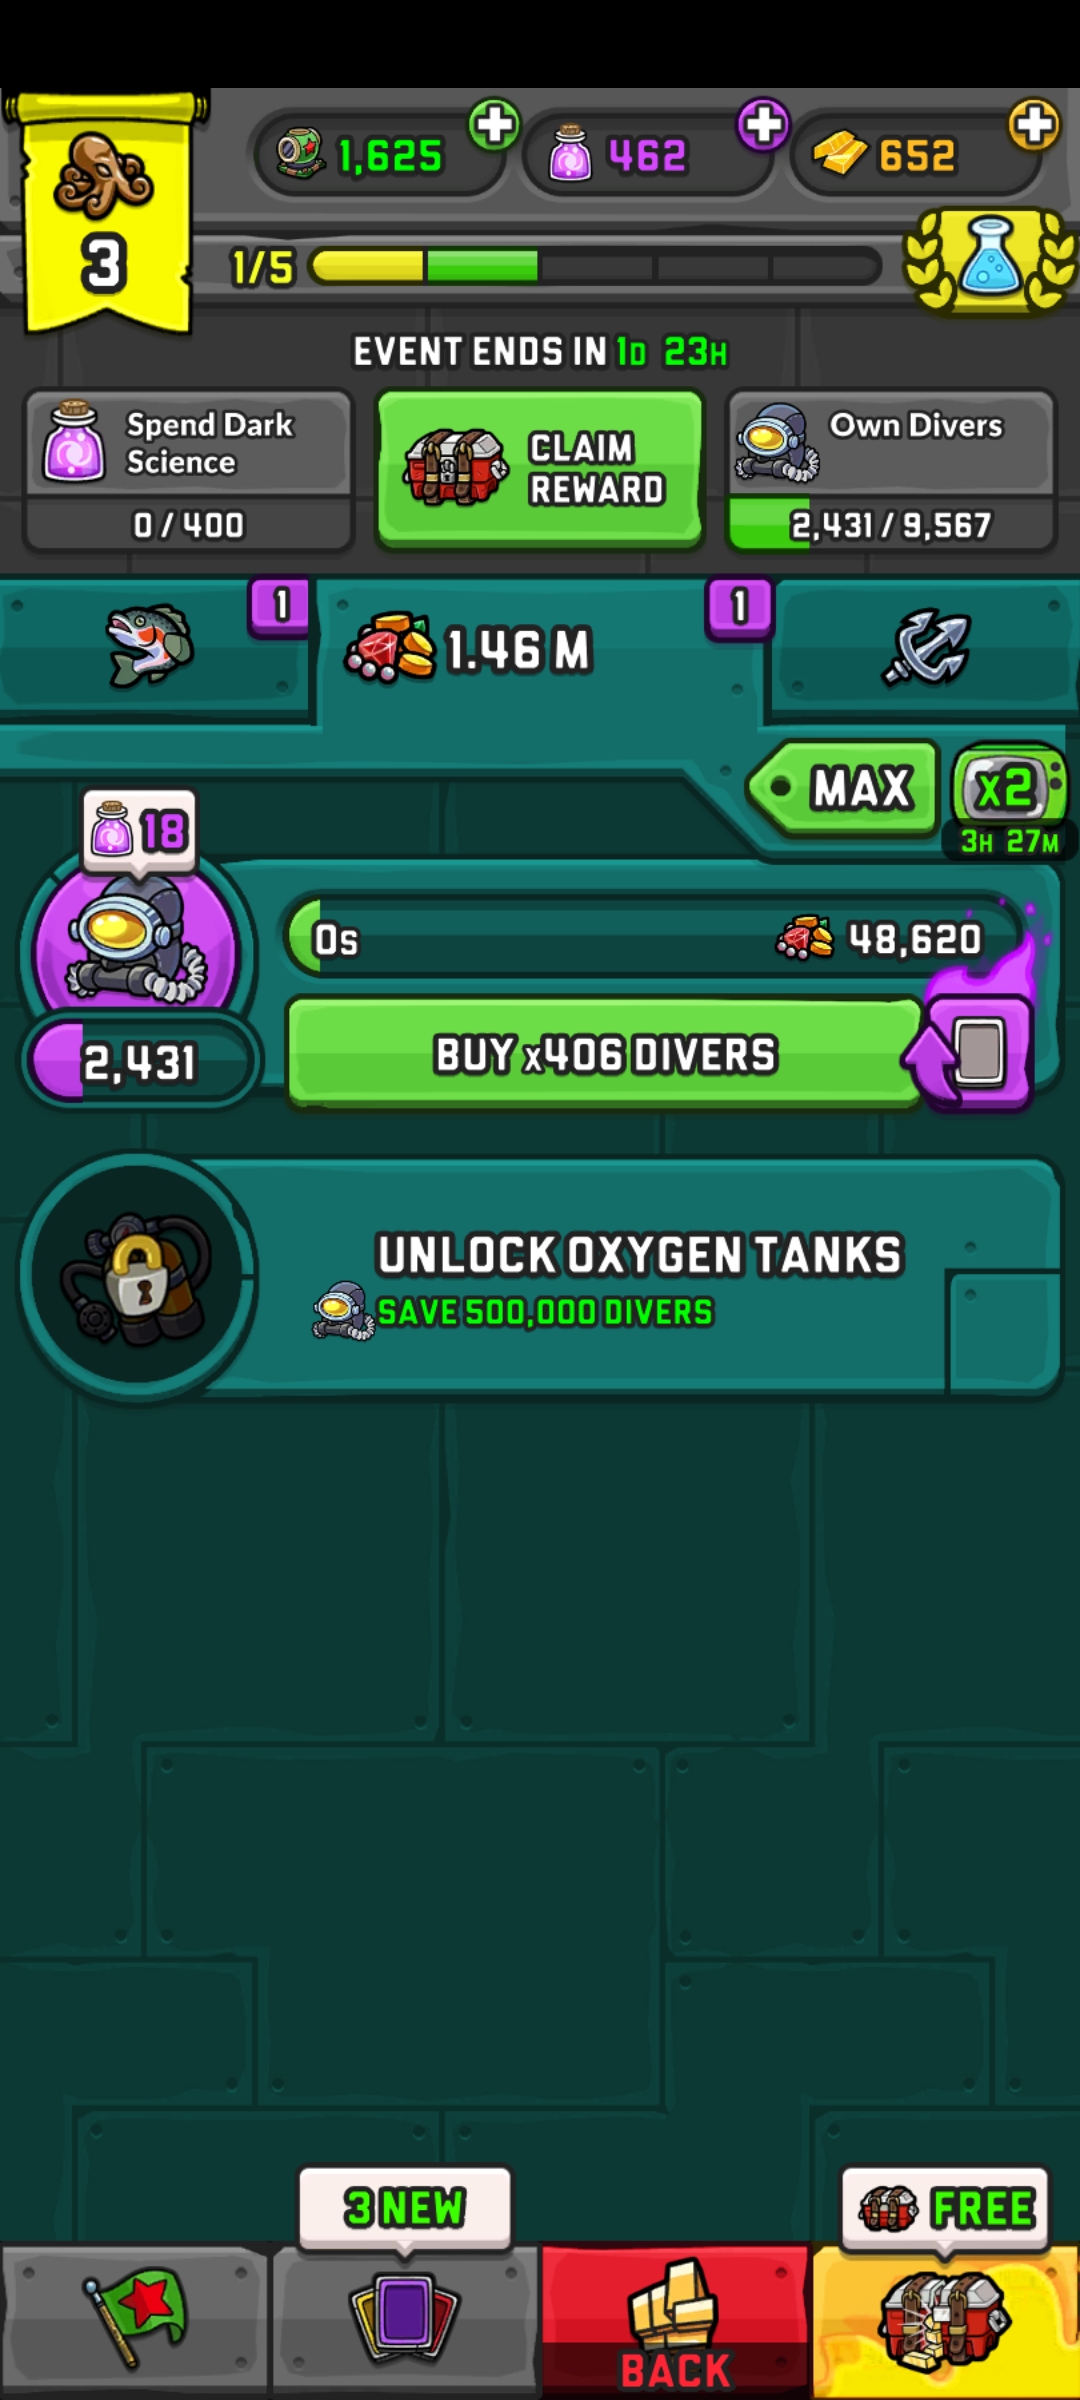 3
1,625
462
652
1/5
EVENT ENDS IN 1D 23H
Spend Dark
Science
0 / 400
CLAIM
REWARD
Own Divers
2,431 / 9,567
1
1.46 M
1
MAX
x2
3H 27M
18
0s
48,620
2,431
BUY x406 DIVERS
UNLOCK OXYGEN TANKS
SAVE 500,000 DIVERS
3 NEW
FREE
BACK